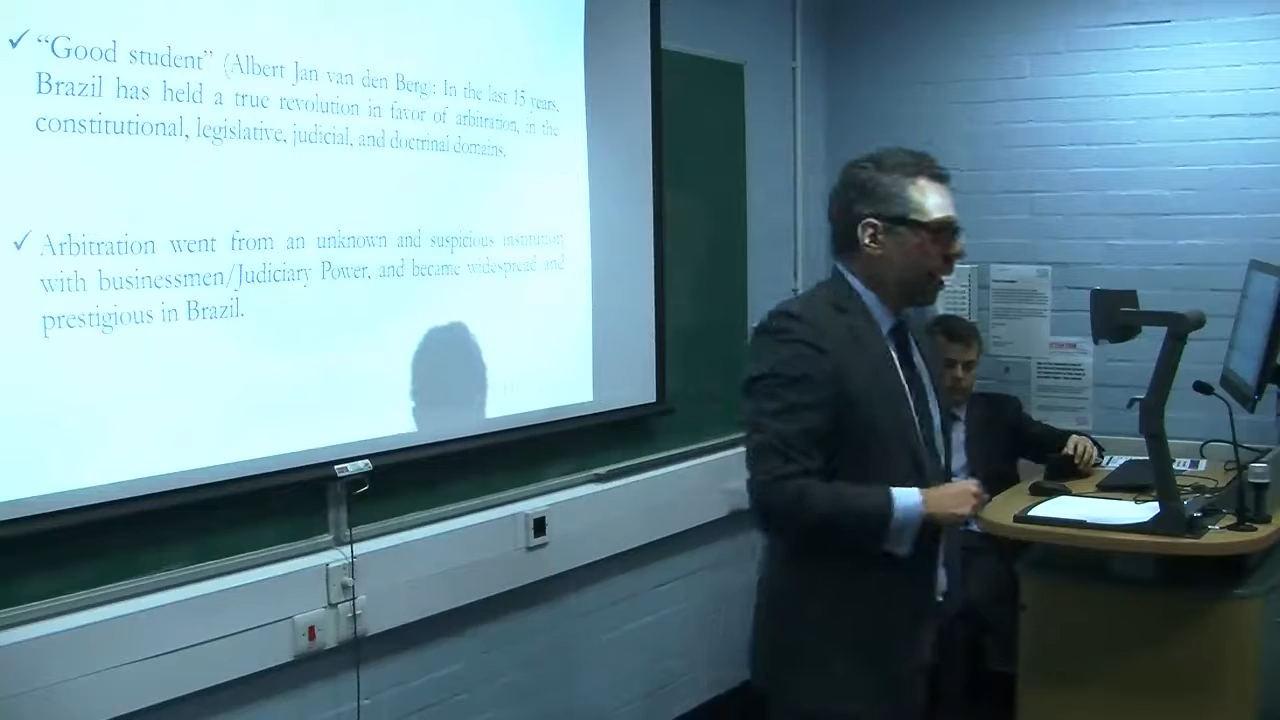 ✓ “Good student” (Albert Jan van den Berg): In the last 15 years,
Brazil has held a true revolution in favor of arbitration, in the
constitutional, legislative, judicial, and doctrinal domains.
✓ Arbitration went from an unknown and suspicious institution
with businessmen/Judiciary Power, and became widespread and
prestigious in Brazil.